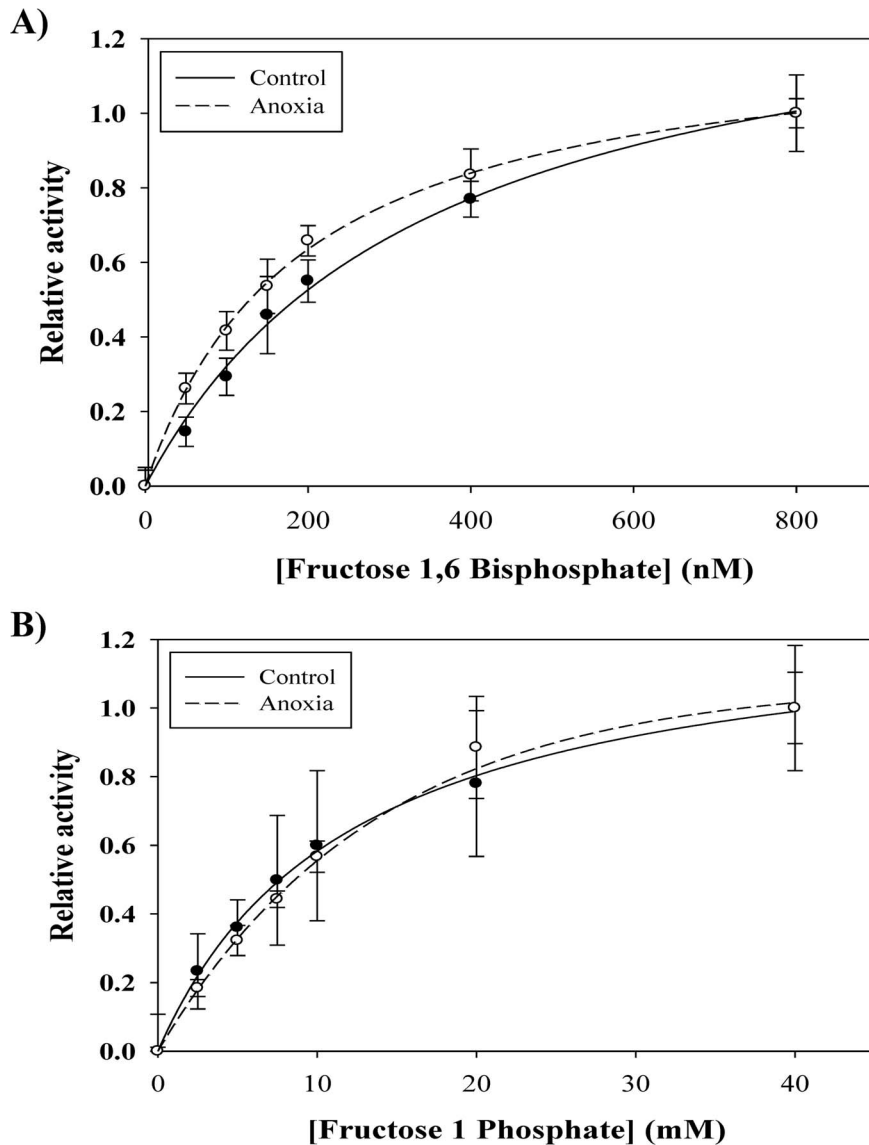 A)
1.2
1.0
0.8
0.6
0.4
0.2
0.0
Relative activity
Control
Anoxia
0 200 400 600 800
[Fructose 1,6 Bisphosphate] (nM)
B)
1.2
1.0
0.8
0.6
0.4
0.2
0.0
Relative activity
Control
Anoxia
0 10 20 30 40
[Fructose 1 Phosphate] (mM)